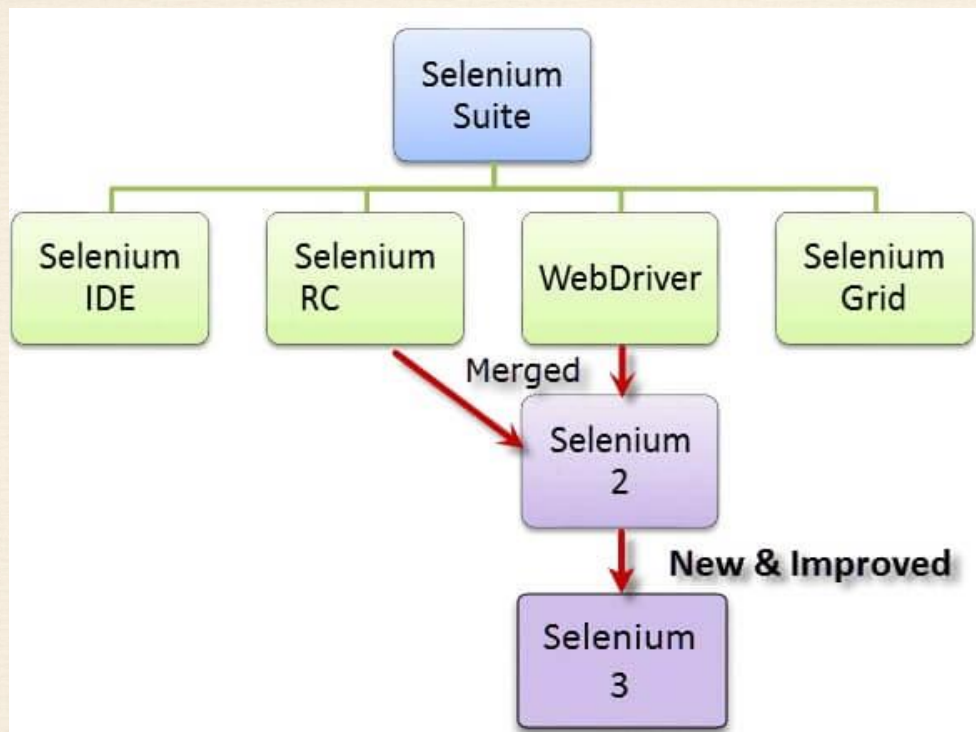 Selenium
Suite
Selenium
IDE
Selenium
RC
WebDriver
Selenium
Grid
Merged
Selenium
2
New & Improved
Selenium
3